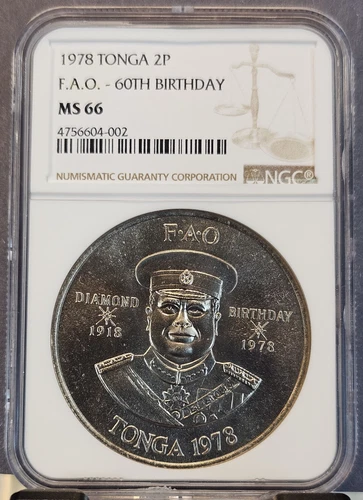 1978 TONGA 2P
F.A.O. - 60TH BIRTHDAY
MS 66
4756604-002
NUMISMATIC GUARANTY CORPORATION NGC®
F·A·O
DIAMOND BIRTHDAY
1918 1978
TONGA 1978